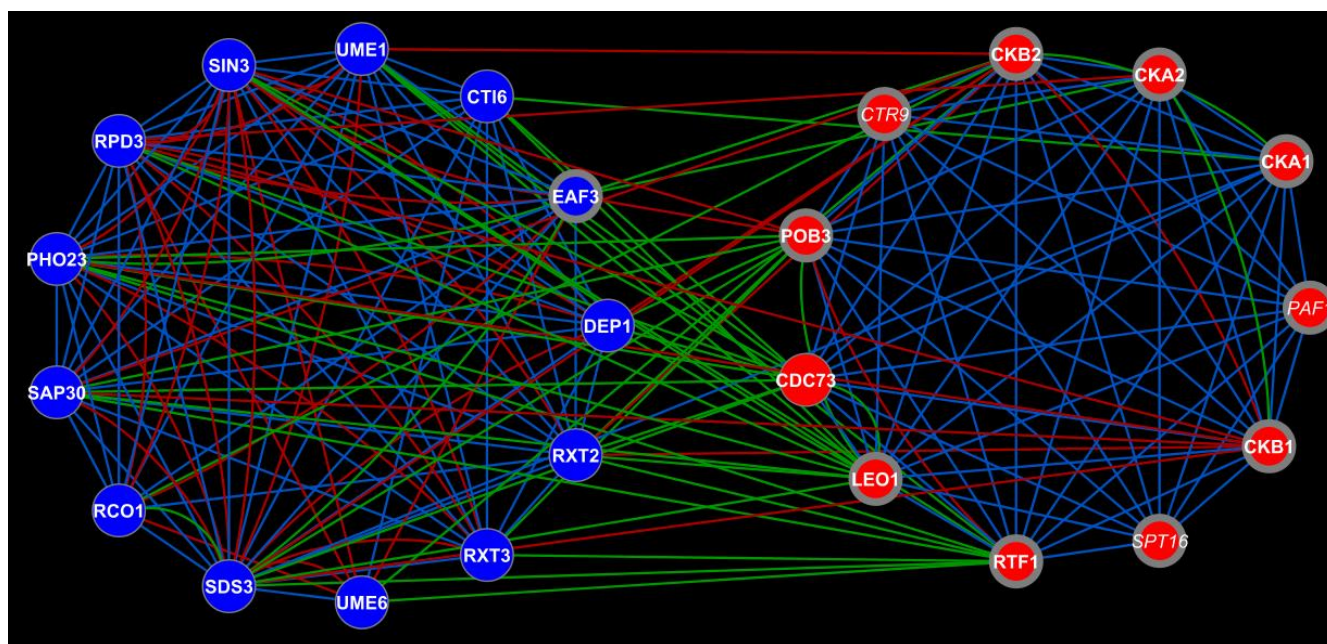 UME1
SIN3
CTI6
RPD3
EAF3
PHO23
DEP1
SAP30
RXT2
RCO1
RXT3
SDS3
UME6
CKB2
CKA2
CTR9
CKA1
POB3
PAF1
CDC73
CKB1
LEO1
SPT16
RTF1